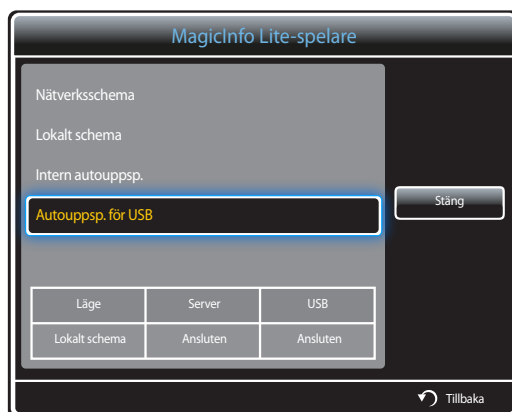 MagicInfo Lite-spelare
Nätverksschema
Lokalt schema
Intern autouppsp.
Autouppsp. för USB
Stäng
Läge Server USB
Lokalt schema Ansluten Ansluten
Tillbaka